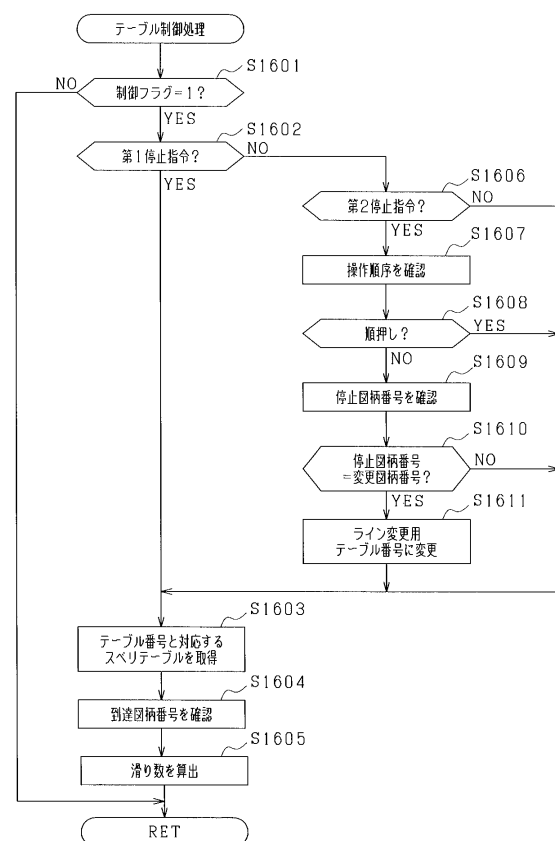 テーブル制御処理
S1601
NO
制御フラグ=1?
YES
S1602
第1停止指令?
NO
YES
S1606
第2停止指令?
NO
YES
S1607
操作順序を確認
S1608
順押し?
YES
NO
S1609
停止図柄番号を確認
S1610
停止図柄番号
=変更図柄番号?
NO
YES
S1611
ライン変更用
テーブル番号に変更
S1603
テーブル番号と対応する
スベリテーブルを取得
S1604
到達図柄番号を確認
S1605
滑り数を算出
RET